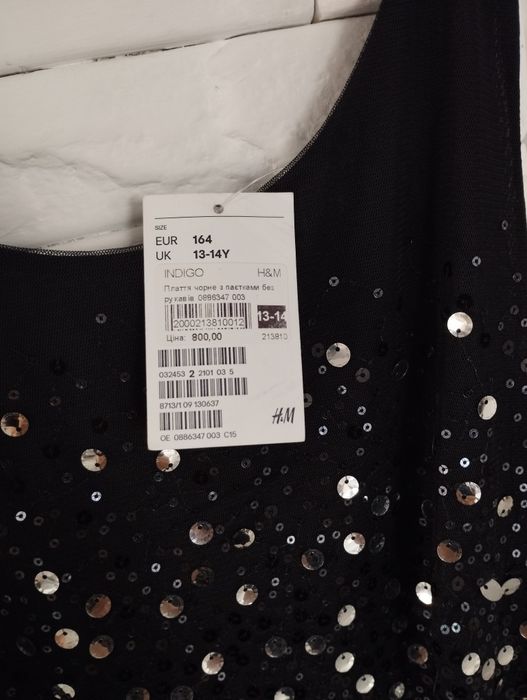 SIZE
EUR 164
UK 13-14Y
INDIGO H&M
Плаття чорне з паєтками без
рукавів 0886347 003
2000213810012 13-14
Ціна: 800,00 213810
032453 2 2101 03 5
8713/1 09 130637
H&M
OE 0886347 003 C15